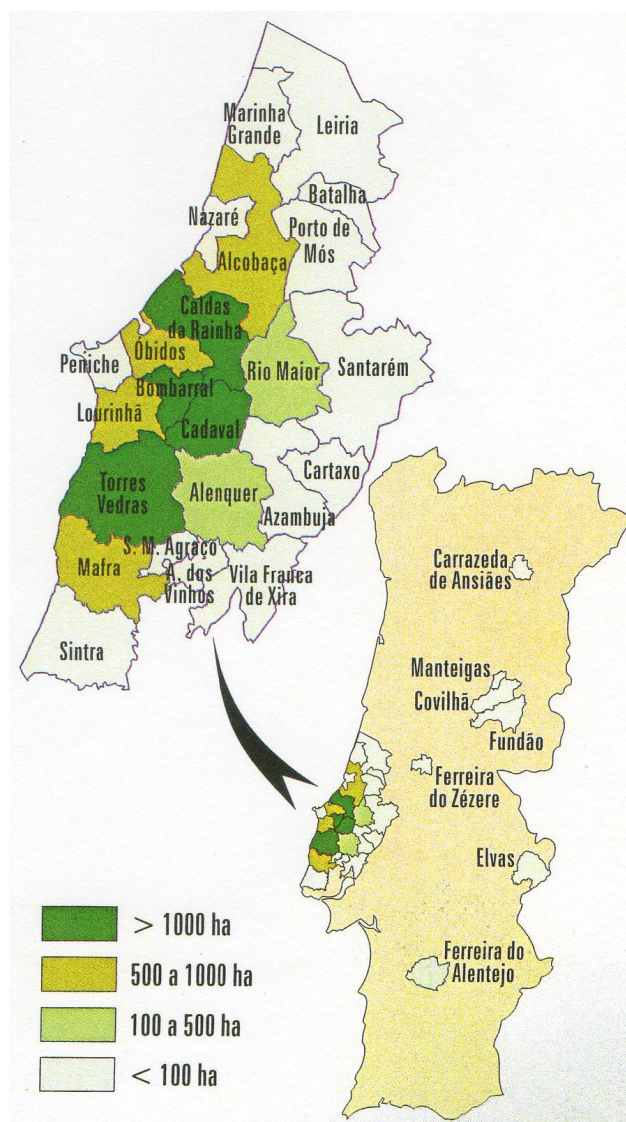 Marinha
Grande
Leiria
Batalha
Nazaré
Porto de
Mós
Alcobaça
Caldas
da Rainha
Óbidos
Peniche
Rio Maior
Santarém
Bombarral
Lourinhã
Cadaval
Cartaxo
Torres
Vedras
Alenquer
Azambuja
S. M. Agraço
Mafra
A. dos
Vinhos
Vila Franca
de Xira
Sintra
Carrazeda
de Ansiães
Manteigas
Covilhã
Fundão
Ferreira
do Zézere
Elvas
Ferreira do
Alentejo
> 1000 ha
500 a 1000 ha
100 a 500 ha
< 100 ha